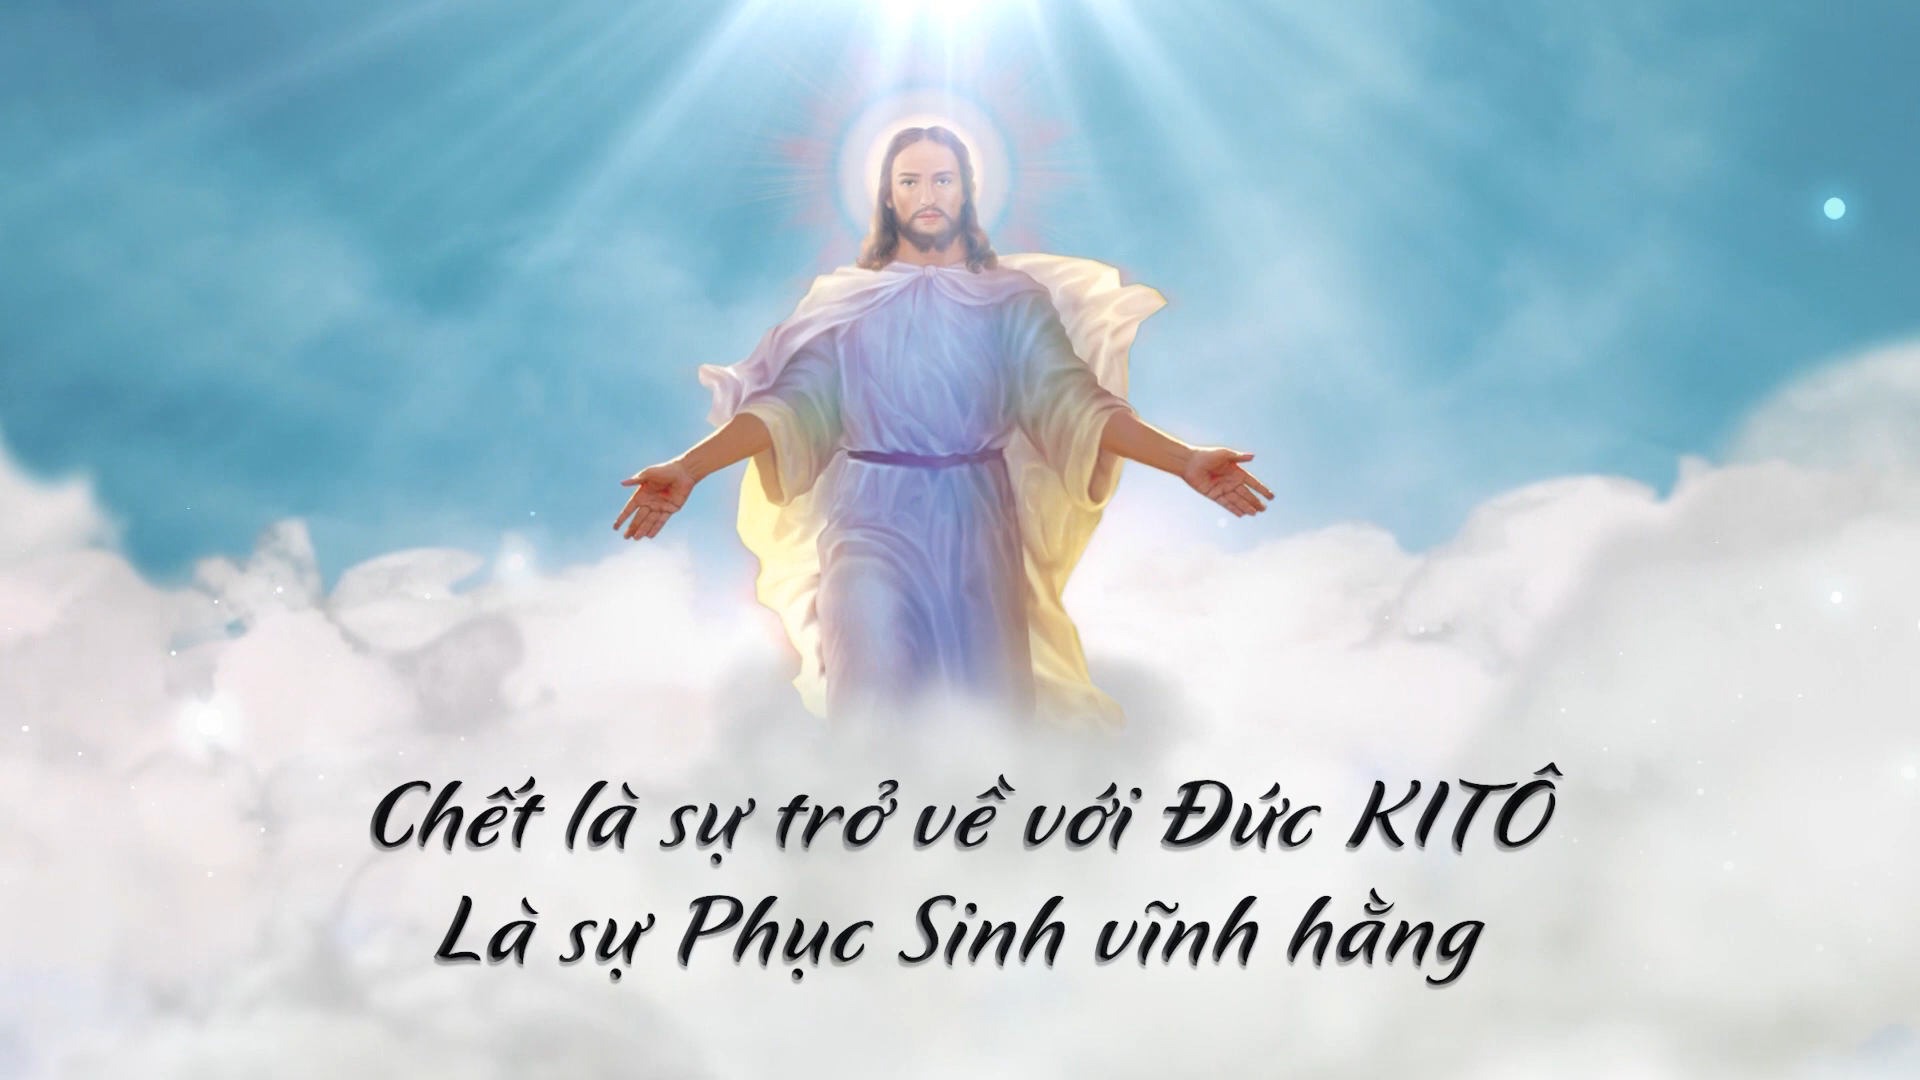 Chết là sự trở về với Đức KITÔ
Là sự Phục Sinh vĩnh hằng